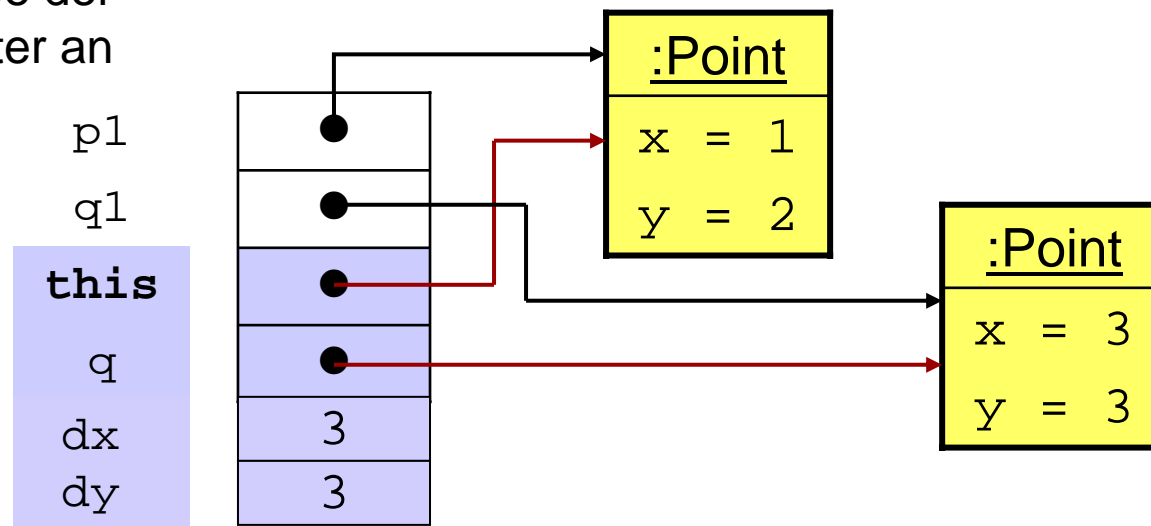 ter an
p1
q1
this
q
dx 3
dy 3
:Point
x = 1
y = 2
:Point
x = 3
y = 3